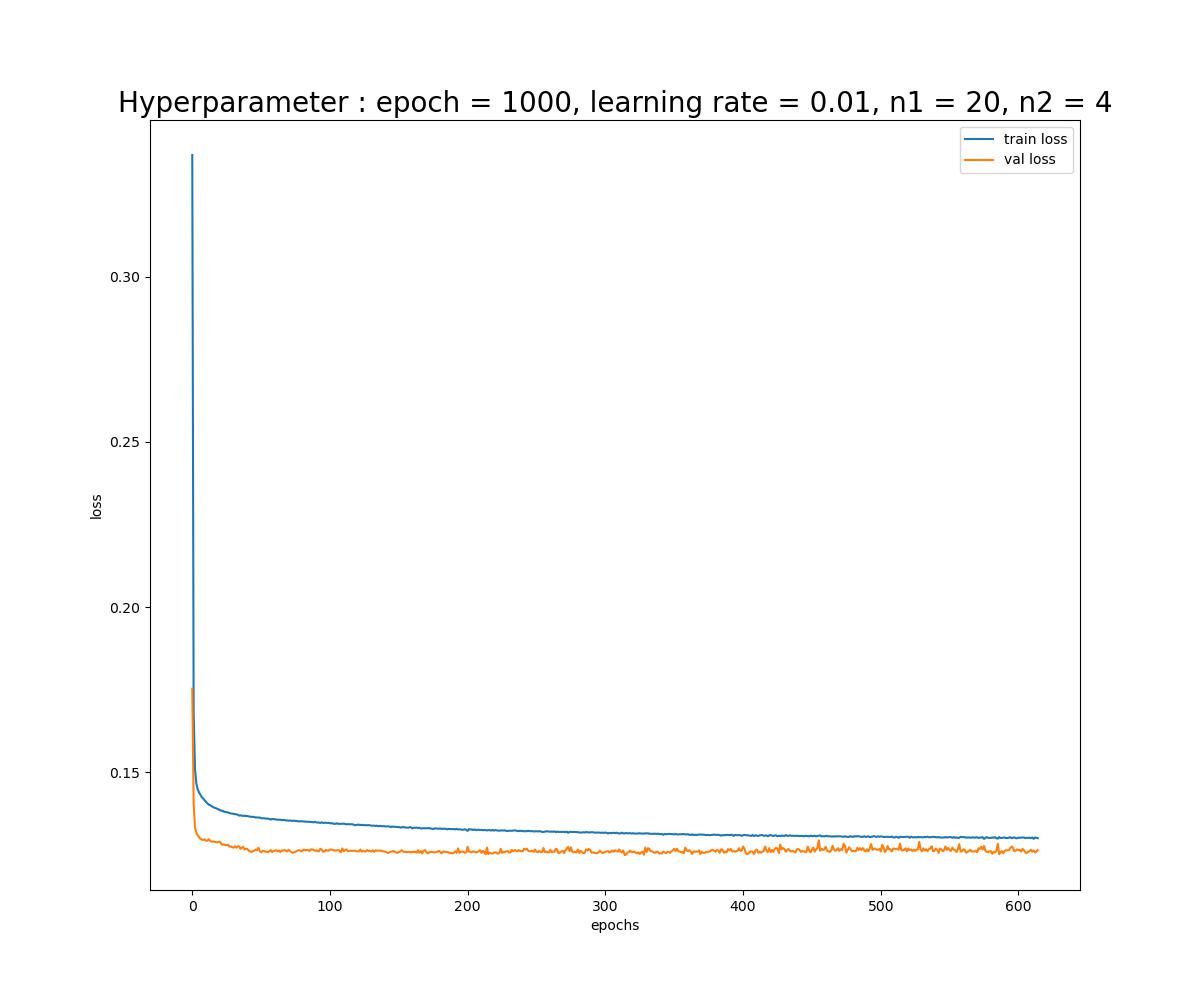 Hyperparameter : epoch = 1000, learning rate = 0.01, n1 = 20, n2 = 4
train loss
val loss
0.30
0.25
0.20
0.15
loss
0 100 200 300 400 500 600
epochs